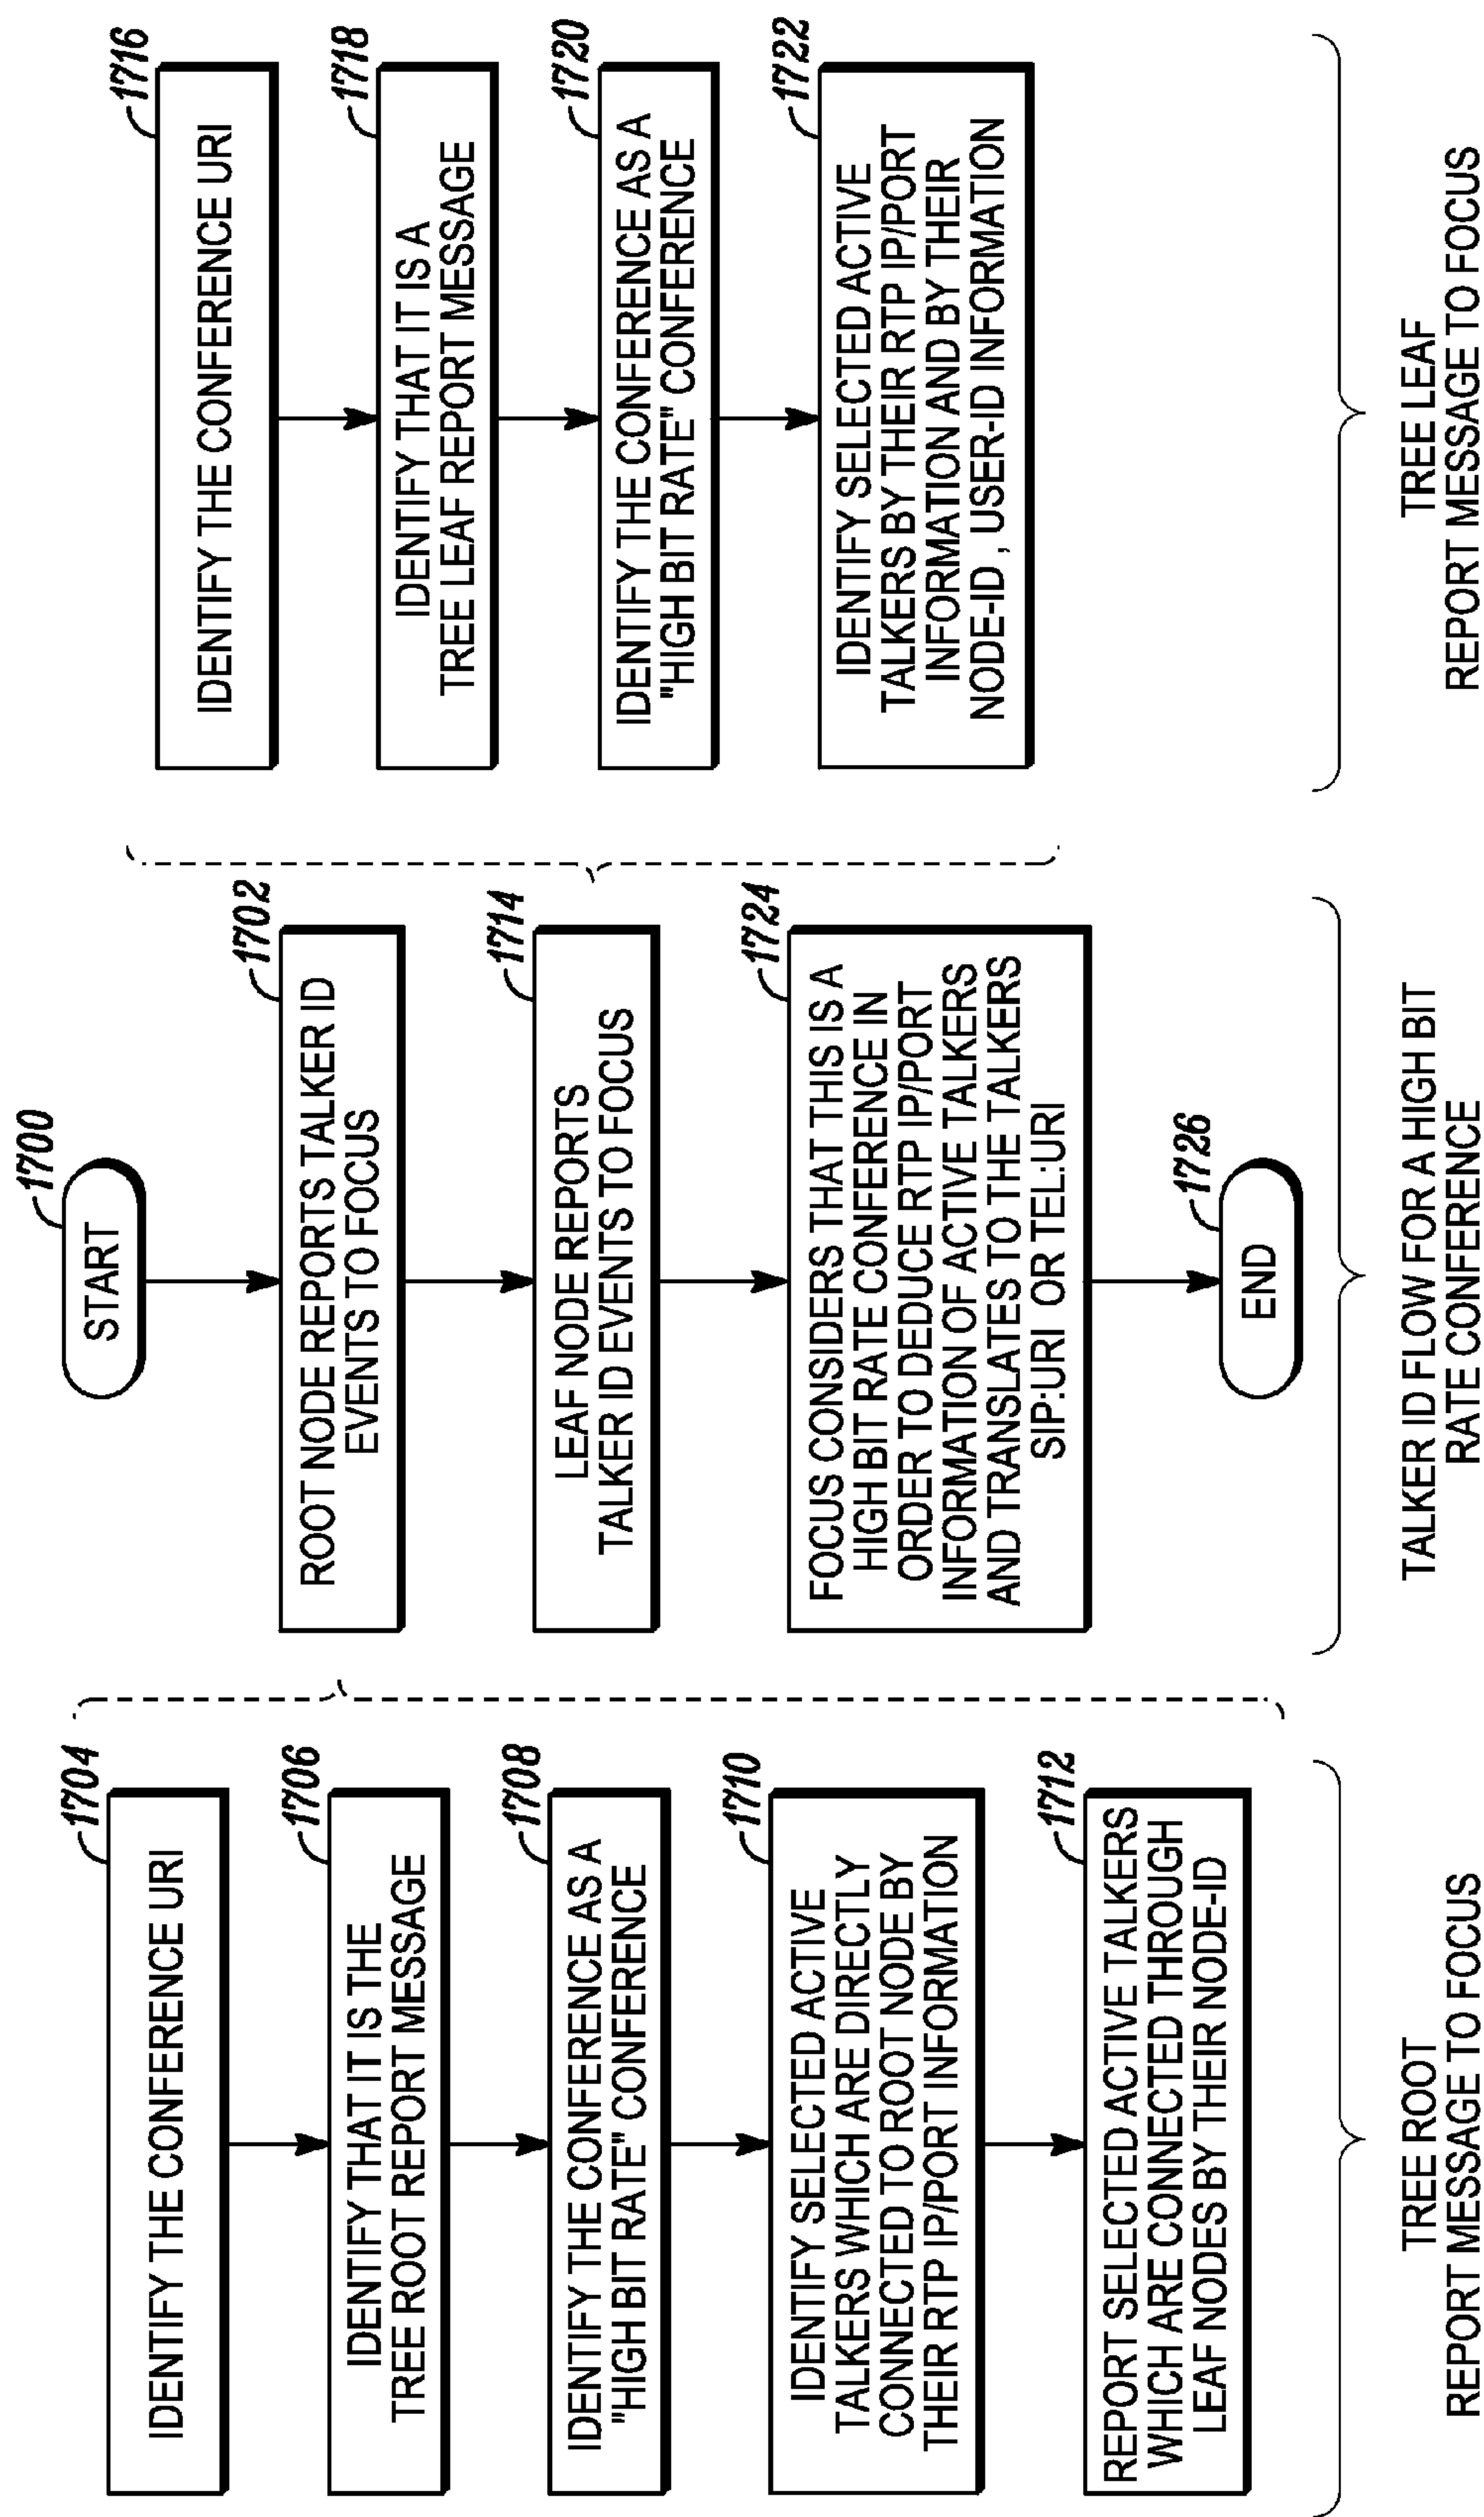 1704
IDENTIFY THE CONFERENCE URI
1706
IDENTIFY THAT IT IS THE
TREE ROOT REPORT MESSAGE
1708
IDENTIFY THE CONFERENCE AS A
"HIGH BIT RATE" CONFERENCE
1710
IDENTIFY SELECTED ACTIVE
TALKERS WHICH ARE DIRECTLY
CONNECTED TO ROOT NODE BY
THEIR RTP IP/PORT INFORMATION
1712
REPORT SELECTED ACTIVE TALKERS
WHICH ARE CONNECTED THROUGH
LEAF NODES BY THEIR NODE-ID
TREE ROOT
REPORT MESSAGE TO FOCUS
1700
START
1702
ROOT NODE REPORTS TALKER ID
EVENTS TO FOCUS
1714
LEAF NODE REPORTS
TALKER ID EVENTS TO FOCUS
1724
FOCUS CONSIDERS THAT THIS IS A
HIGH BIT RATE CONFERENCE IN
ORDER TO DEDUCE RTP IP/PORT
INFORMATION OF ACTIVE TALKERS
AND TRANSLATES TO THE TALKERS
SIP:URI OR TEL:URI
1726
END
TALKER ID FLOW FOR A HIGH BIT
RATE CONFERENCE
1716
IDENTIFY THE CONFERENCE URI
1718
IDENTIFY THAT IT IS A
TREE LEAF REPORT MESSAGE
1720
IDENTIFY THE CONFERENCE AS A
"HIGH BIT RATE" CONFERENCE
1722
IDENTIFY SELECTED ACTIVE
TALKERS BY THEIR RTP IP/PORT
INFORMATION AND BY THEIR
NODE-ID , USER-ID INFORMATION
TREE LEAF
REPORT MESSAGE TO FOCUS